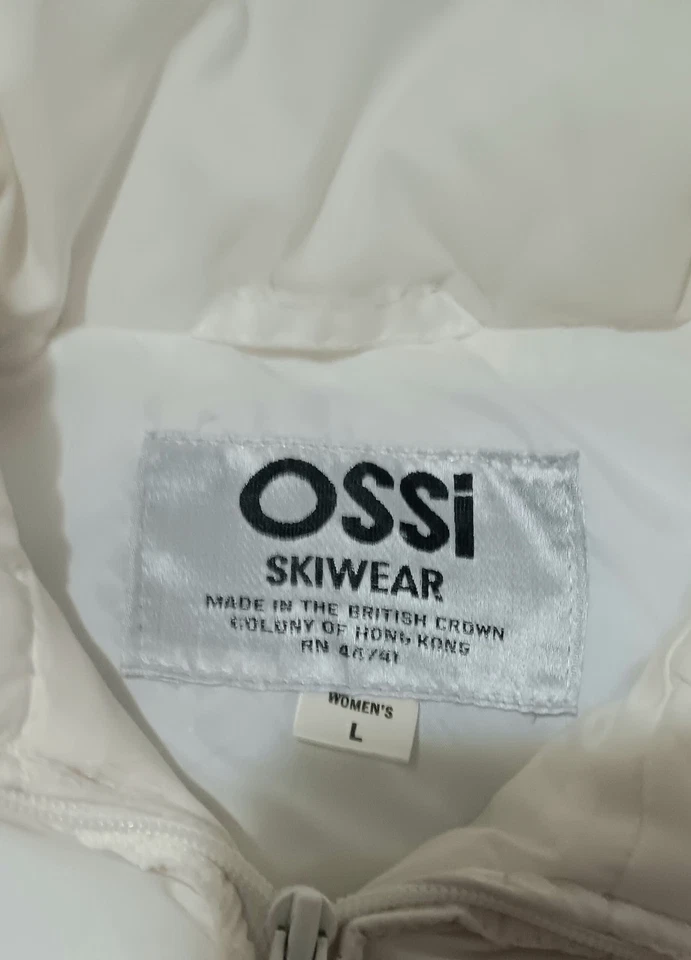 OSSi
SKIWEAR
MADE IN THE BRITISH CROWN
COLONY OF HONG KONG
RN
WOMEN'S
L